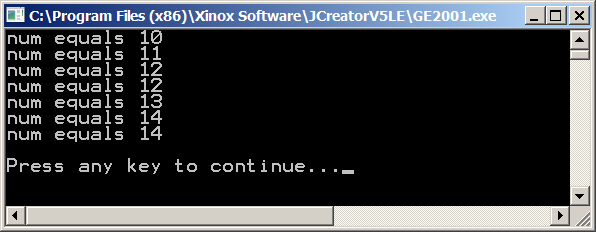 C:\Program Files (x86)\Xinox Software\JCreatorV5LE\GE2001.exe
num equals 10
num equals 11
num equals 12
num equals 12
num equals 13
num equals 14
num equals 14
Press any key to continue..._